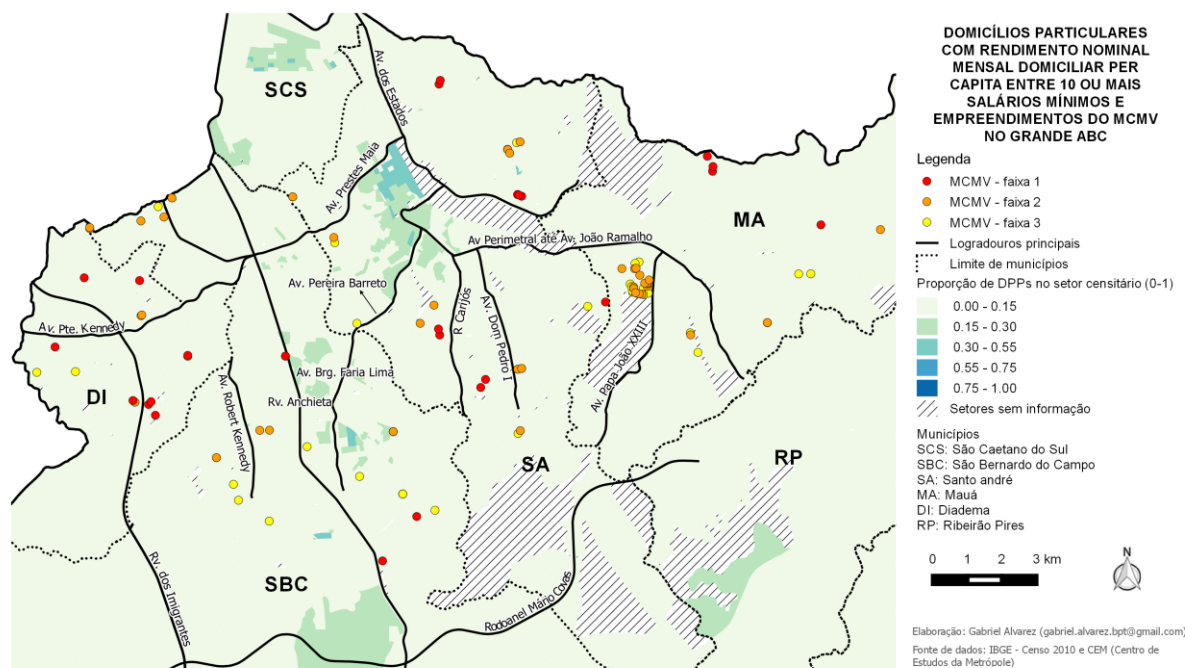 DOMICÍLIOS PARTICULARES
COM RENDIMENTO NOMINAL
MENSAL DOMICILIAR PER
CAPITA ENTRE 10 OU MAIS
SALÁRIOS MÍNIMOS E
EMPREENDIMENTOS DO MCMV
NO GRANDE ABC
Legenda
MCMV - faixa 1
MCMV - faixa 2
MCMV - faixa 3
Logradouros principais
Limite de municípios
Proporção de DPPs no setor censitário (0-1)
0.00 - 0.15
0.15 - 0.30
0.30 - 0.55
0.55 - 0.75
0.75 - 1.00
Setores sem informação
Municípios
SCS: São Caetano do Sul
SBC: São Bernardo do Campo
SA: Santo andré
MA: Mauá
DI: Diadema
RP: Ribeirão Pires
0 1 2 3 km
N
Elaboração: Gabriel Alvarez (gabriel.alvarez.bpt@gmail.com)
Fonte de dados: IBGE - Censo 2010 e CEM (Centro de
Estudos da Metrópole)
SCS
Av. dos Estados
Av. Prestes Maia
MA
Av Perimetral até Av. João Ramalho
Av. Pereira Barreto
Av. Pte. Kennedy
R Carijós
Av. Dom Pedro I
Av. Papa João XXIII
Av. Brg. Faria Lima
Av. Robert Kennedy
Rv. Anchieta
DI
SA
RP
SBC
Rv. dos Imigrantes
Rodoanel Mário Covas